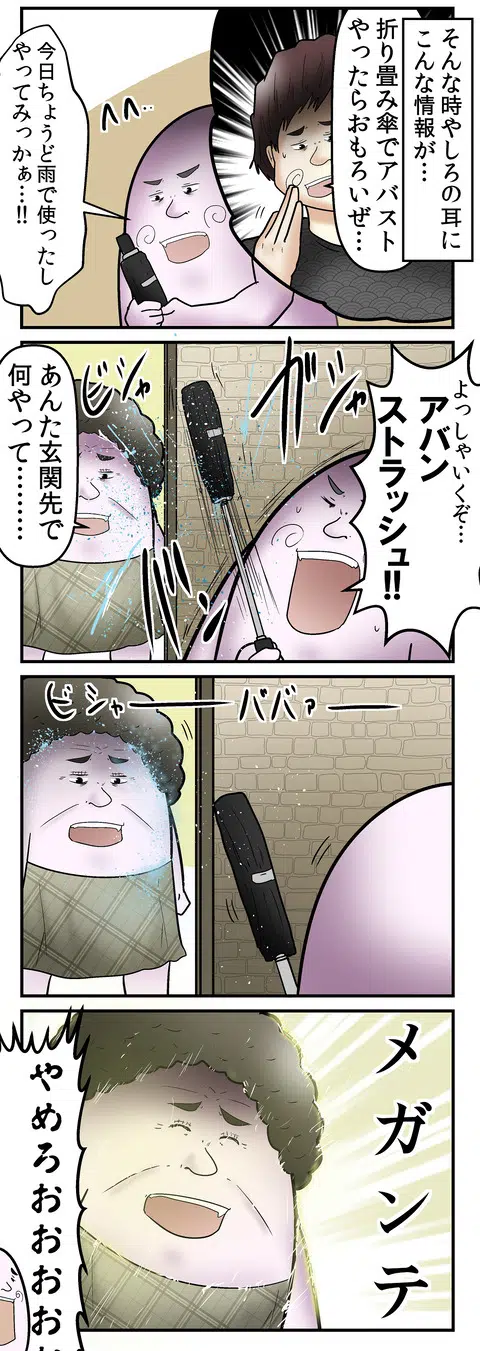 そんな時やしろの耳に
こんな情報が…
折り畳み傘でアバスト
やったらおもろいぜ…
今日ちょうど雨で使ったし
やってみっかぁ…!!
よっしゃいくぞ…
アバン
ストラッシュ!!
ガシャ
ビシャ
ジャキン
あんた玄関先で
何やって………
ビシャーーババァーー
メガンテ
やめろおおおおお